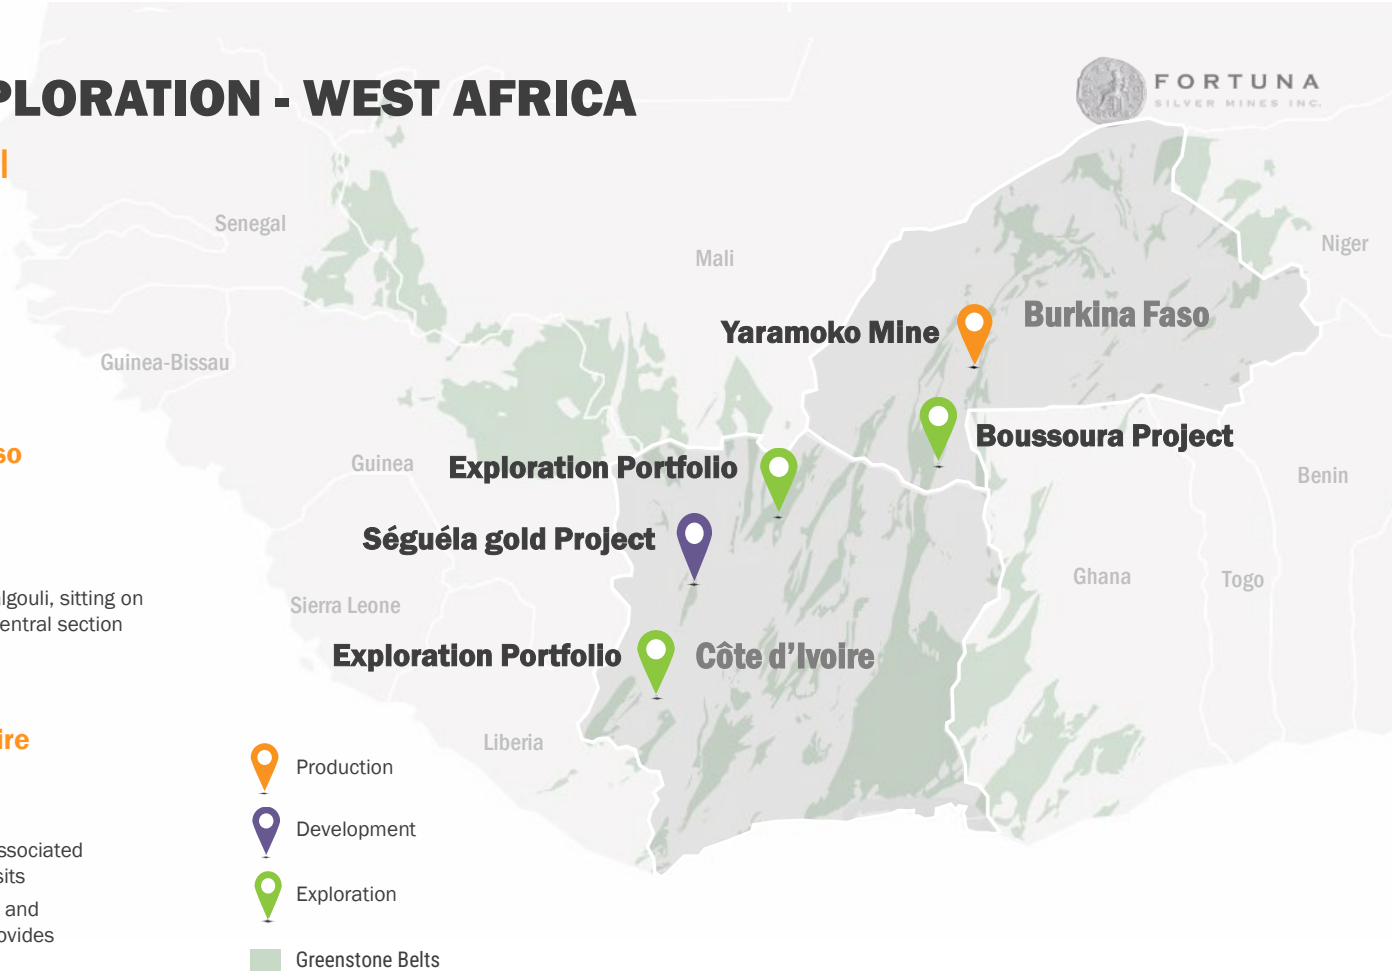 PLORATION - WEST AFRICA
FORTUNA
SILVER MINES INC.
Senegal
Mali
Niger
Burkina Faso
Yaramoko Mine
Guinea-Bissau
Boussoura Project
so
Guinea
Exploration Portfolio
Benin
Séguéla gold Project
Ghana
Togo
lgouli, sitting on
entral section
Sierra Leone
Exploration Portfolio
Côte d'Ivoire
ire
Liberia
Production
Development
ssociated
sits
Exploration
and
ovides
Greenstone Belts